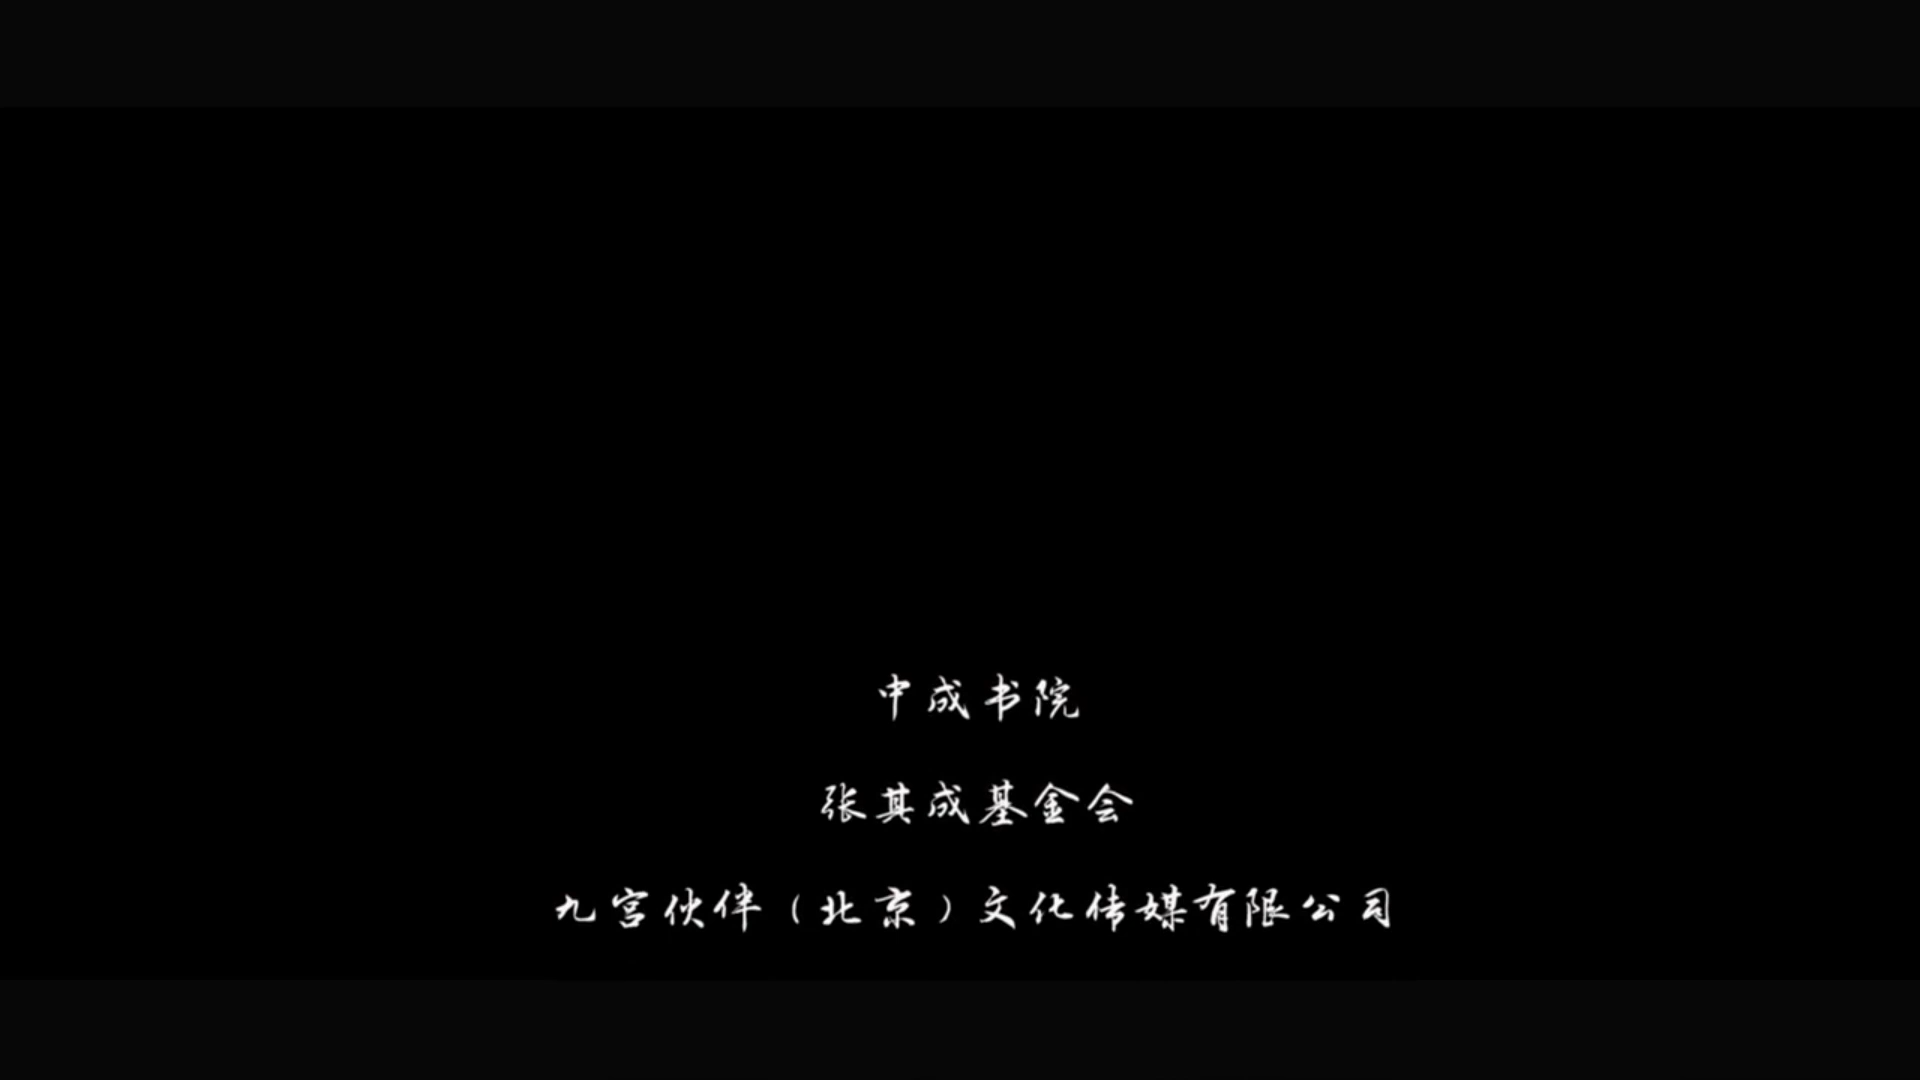 中成书院
张其成基金会
九宫伙伴（北京）文化传媒有限公司